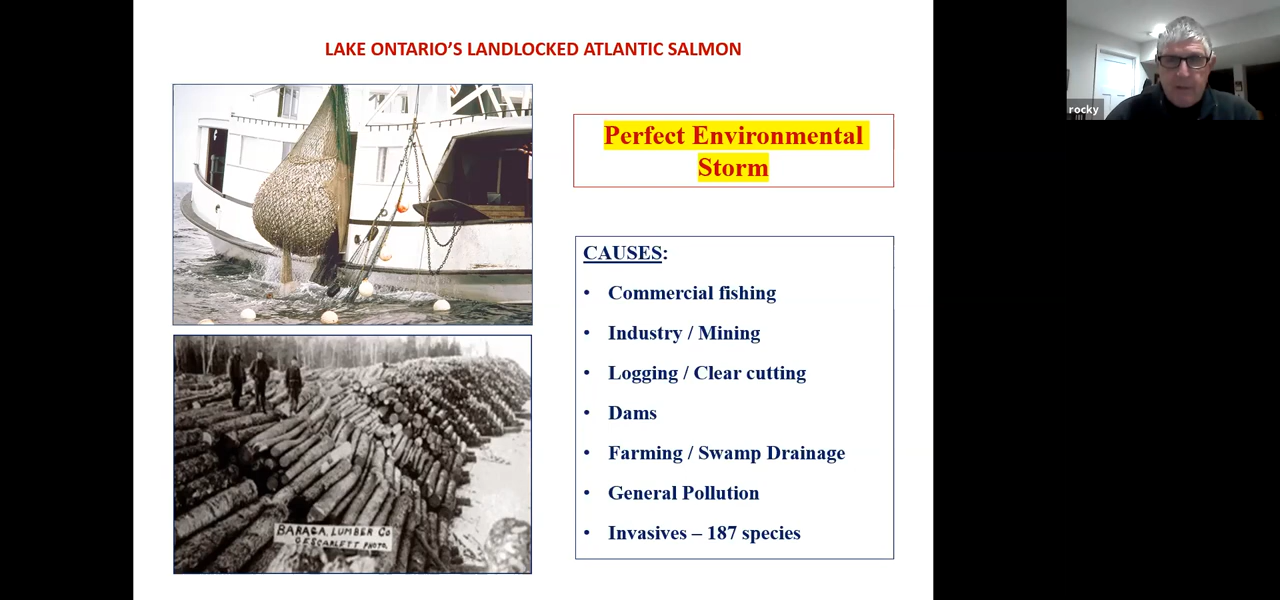 LAKE ONTARIO'S LANDLOCKED ATLANTIC SALMON
rocky
Perfect Environmental
Storm
CAUSES:
• Commercial fishing
• Industry / Mining
• Logging / Clear cutting
• Dams
• Farming / Swamp Drainage
• General Pollution
• Invasives – 187 species
BARAGA LUMBER Co
PHOTO.